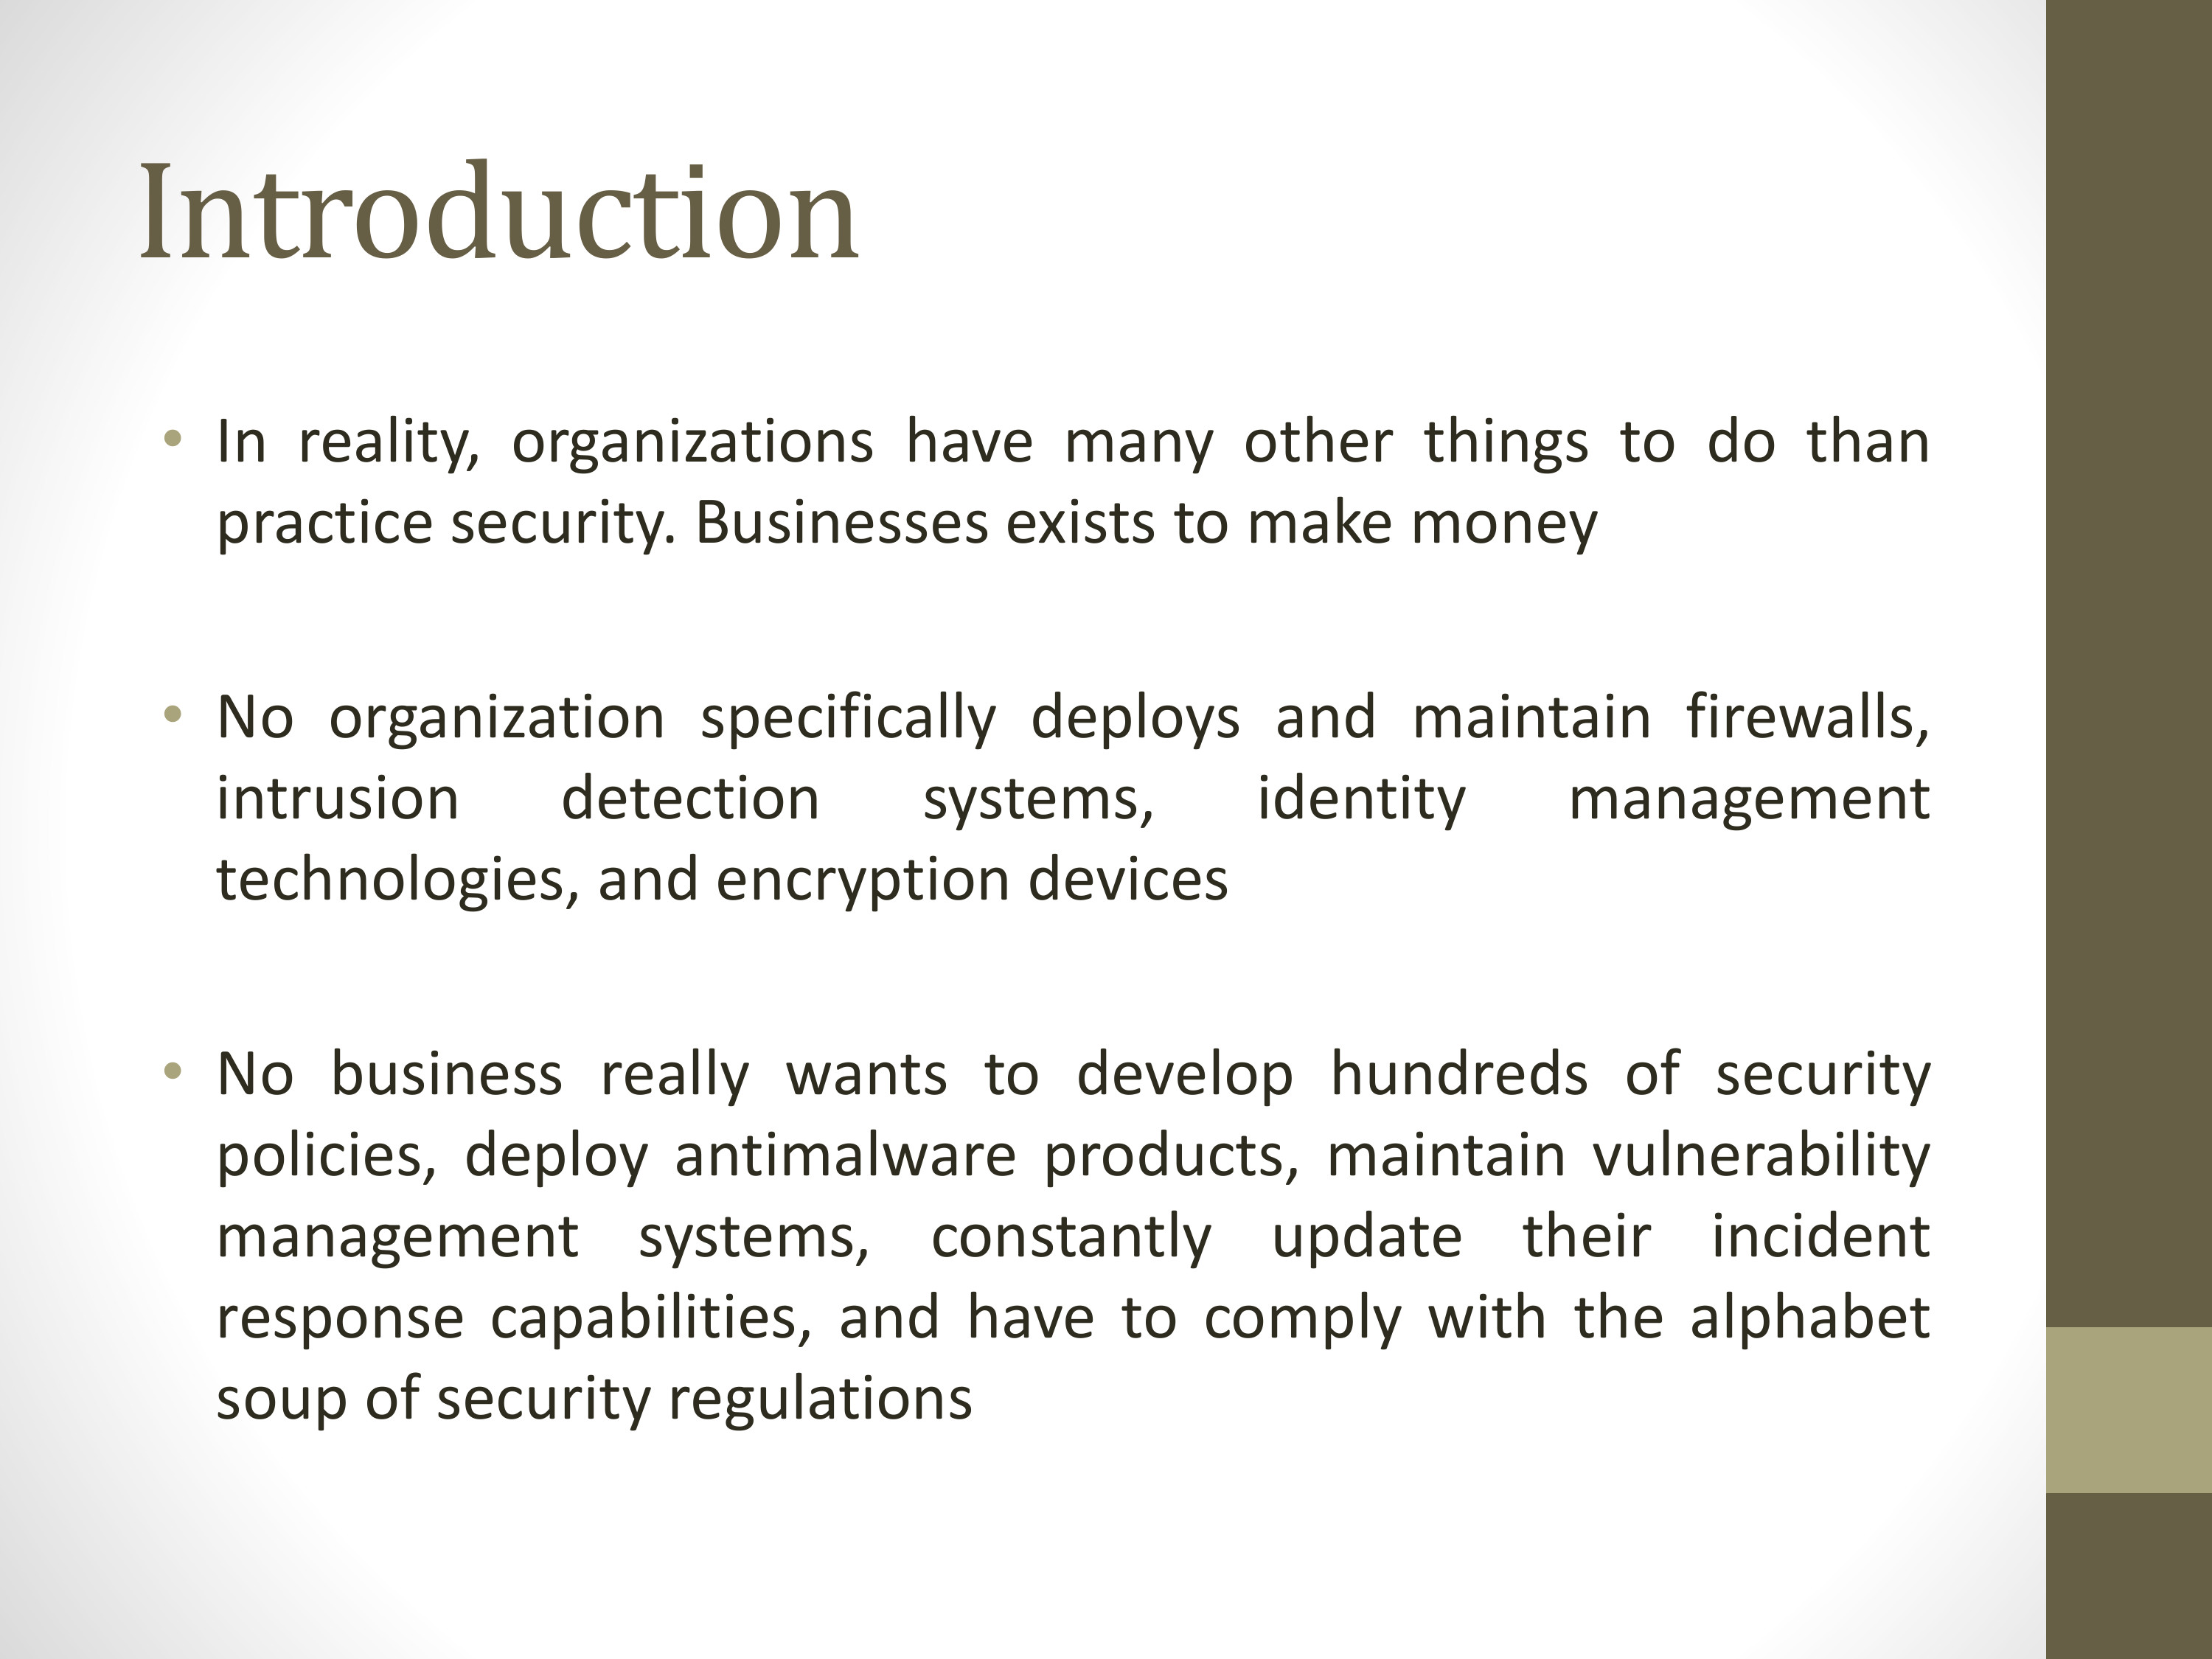 Introduction
• In reality, organizations have many other things to do than
practice security. Businesses exists to make money
• No organization specifically deploys and maintain firewalls,
intrusion detection systems, identity management
technologies, and encryption devices
• No business really wants to develop hundreds of security
policies, deploy antimalware products, maintain vulnerability
management systems, constantly update their incident
response capabilities, and have to comply with the alphabet
soup of security regulations